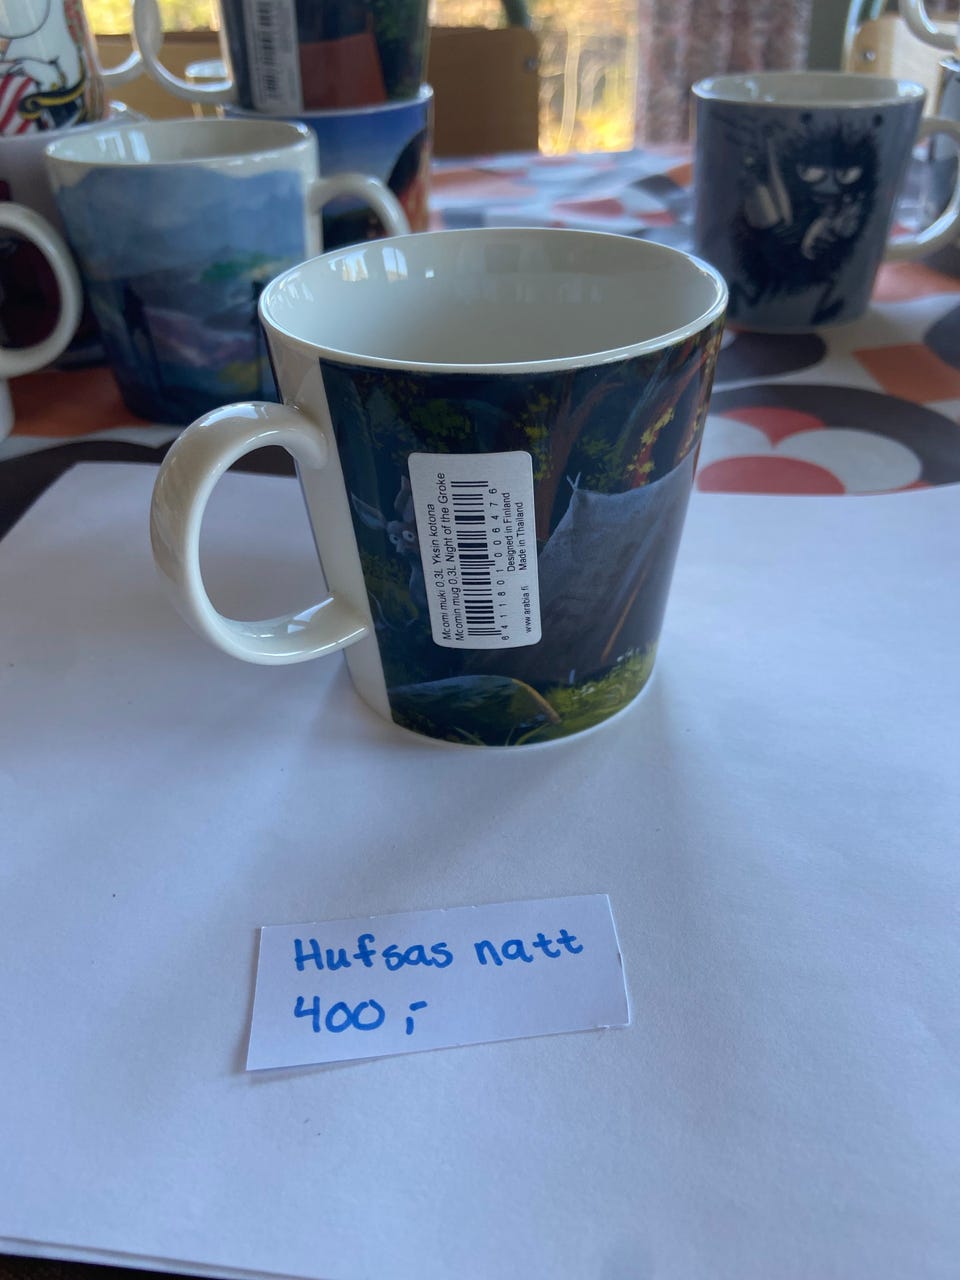 Moomi muki 0,3L Yksin kotona
Moomin mug 0,3L Night of the Groke
6 411801 006476
Designed in Finland
www.arabia.fi Made in Thailand
Hufsas natt
400,-